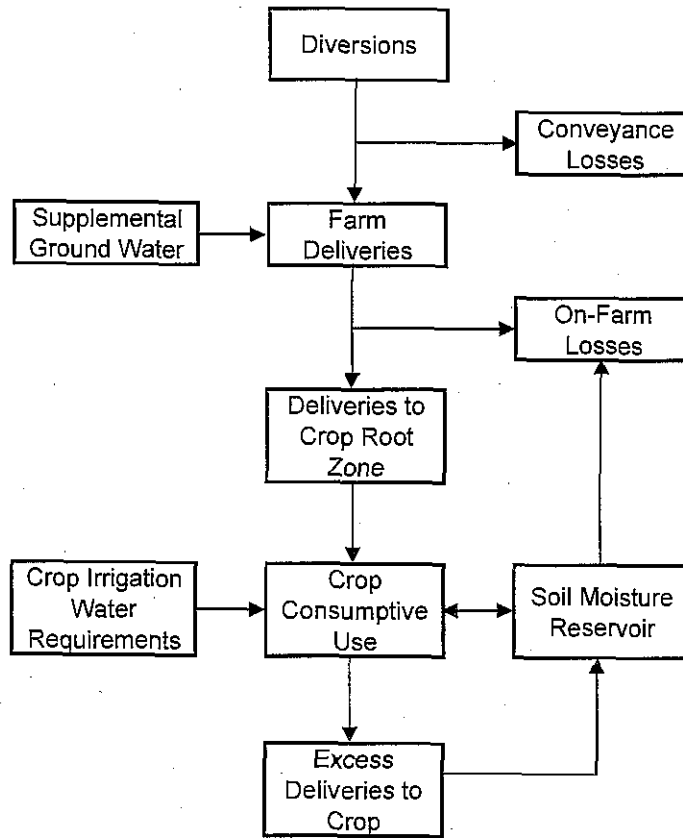 Diversions
Conveyance
Losses
Supplemental
Ground Water
Farm
Deliveries
On-Farm
Losses
Deliveries to
Crop Root
Zone
Crop Irrigation
Water
Requirements
Crop
Consumptive
Use
Soil Moisture
Reservoir
Excess
Deliveries to
Crop